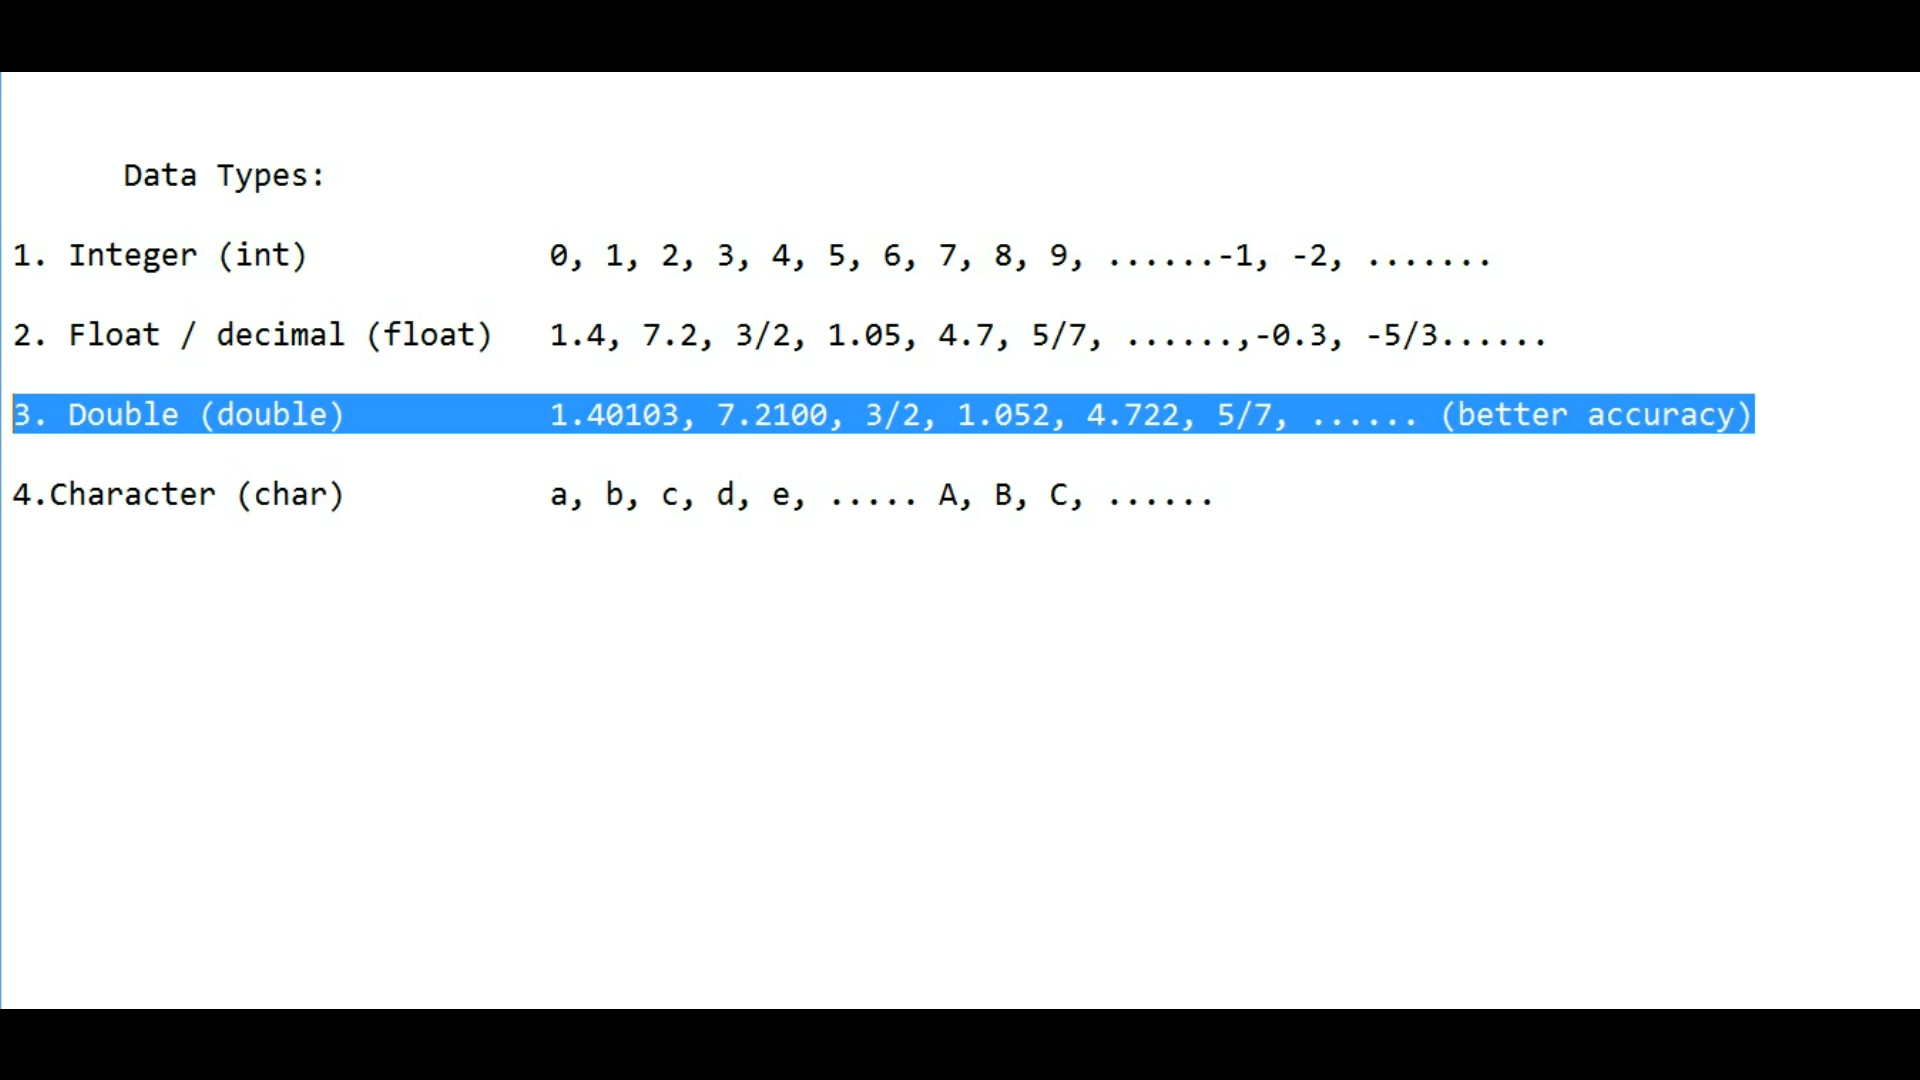 Data Types:
1. Integer (int) 0, 1, 2, 3, 4, 5, 6, 7, 8, 9, ......-1, -2, .......
2. Float / decimal (float) 1.4, 7.2, 3/2, 1.05, 4.7, 5/7, ......,-0.3, -5/3......
3. Double (double) 1.40103, 7.2100, 3/2, 1.052, 4.722, 5/7, ...... (better accuracy)
4.Character (char) a, b, c, d, e, ..... A, B, C, ......